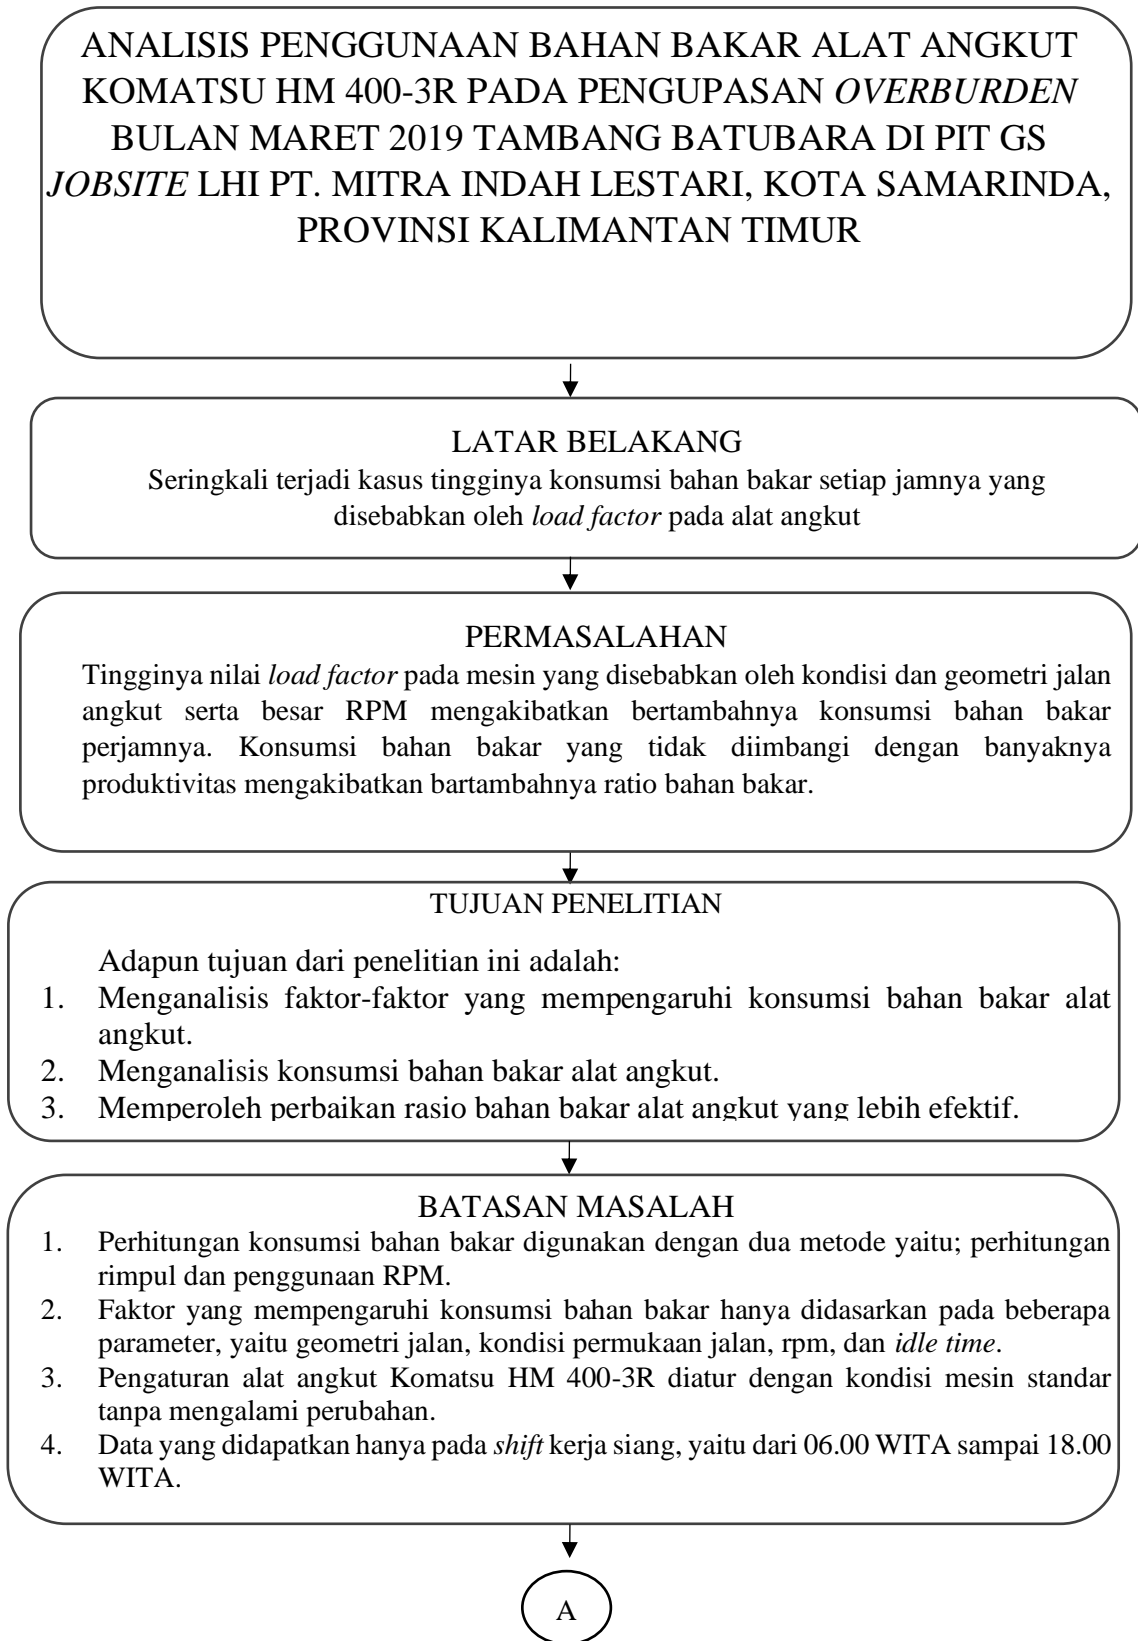 ANALISIS PENGGUNAAN BAHAN BAKAR ALAT ANGKUT
KOMATSU HM 400-3R PADA PENGUPASAN OVERBURDEN
BULAN MARET 2019 TAMBANG BATUBARA DI PIT GS
JOBSITE LHI PT. MITRA INDAH LESTARI, KOTA SAMARINDA,
PROVINSI KALIMANTAN TIMUR
LATAR BELAKANG
Seringkali terjadi kasus tingginya konsumsi bahan bakar setiap jamnya yang
disebabkan oleh load factor pada alat angkut
PERMASALAHAN
Tingginya nilai load factor pada mesin yang disebabkan oleh kondisi dan geometri jalan
angkut serta besar RPM mengakibatkan bertambahnya konsumsi bahan bakar
perjamnya. Konsumsi bahan bakar yang tidak diimbangi dengan banyaknya
produktivitas mengakibatkan bartambahnya ratio bahan bakar.
TUJUAN PENELITIAN
Adapun tujuan dari penelitian ini adalah:
1. Menganalisis faktor-faktor yang mempengaruhi konsumsi bahan bakar alat
angkut.
2. Menganalisis konsumsi bahan bakar alat angkut.
3. Memperoleh perbaikan rasio bahan bakar alat angkut yang lebih efektif.
BATASAN MASALAH
1. Perhitungan konsumsi bahan bakar digunakan dengan dua metode yaitu; perhitungan
rimpul dan penggunaan RPM.
2. Faktor yang mempengaruhi konsumsi bahan bakar hanya didasarkan pada beberapa
parameter, yaitu geometri jalan, kondisi permukaan jalan, rpm, dan idle time.
3. Pengaturan alat angkut Komatsu HM 400-3R diatur dengan kondisi mesin standar
tanpa mengalami perubahan.
4. Data yang didapatkan hanya pada shift kerja siang, yaitu dari 06.00 WITA sampai 18.00
WITA.
A